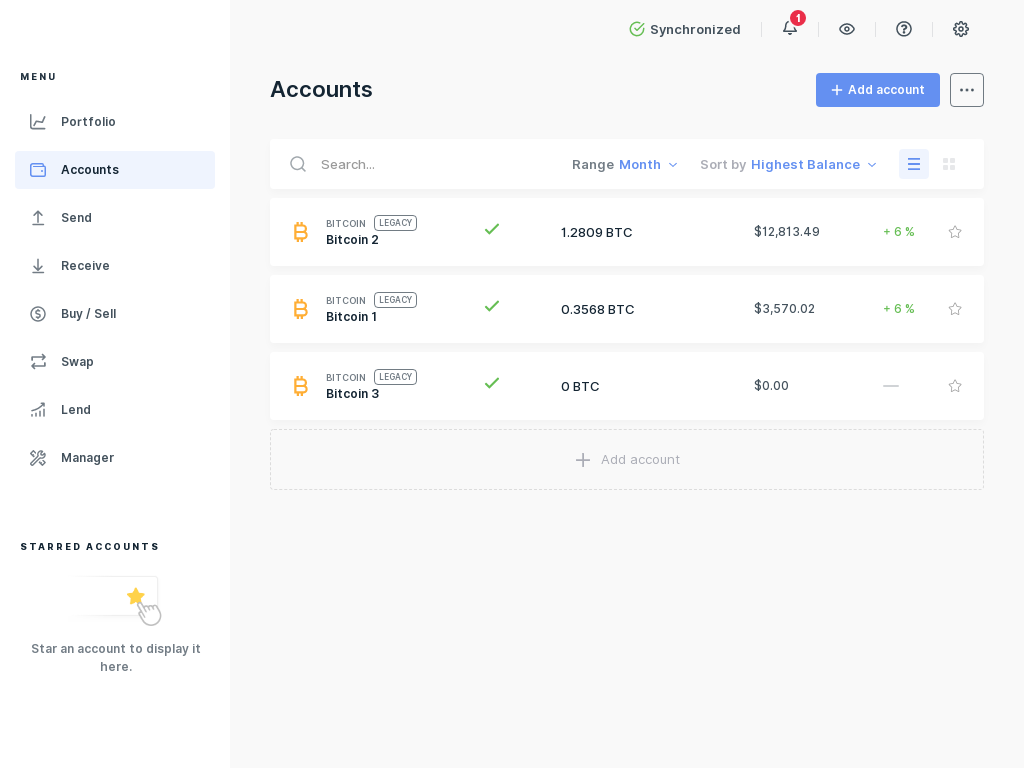 Synchronized
1
MENU
Portfolio
Accounts
Send
Receive
Buy / Sell
Swap
Lend
Manager
STARRED ACCOUNTS
Star an account to display it
here.
Accounts
Add account
Search...
Range Month
Sort by Highest Balance
BITCOIN LEGACY
Bitcoin 2
1.2809 BTC
$12,813.49
+ 6 %
BITCOIN LEGACY
Bitcoin 1
0.3568 BTC
$3,570.02
+ 6 %
BITCOIN LEGACY
Bitcoin 3
0 BTC
$0.00
—
Add account